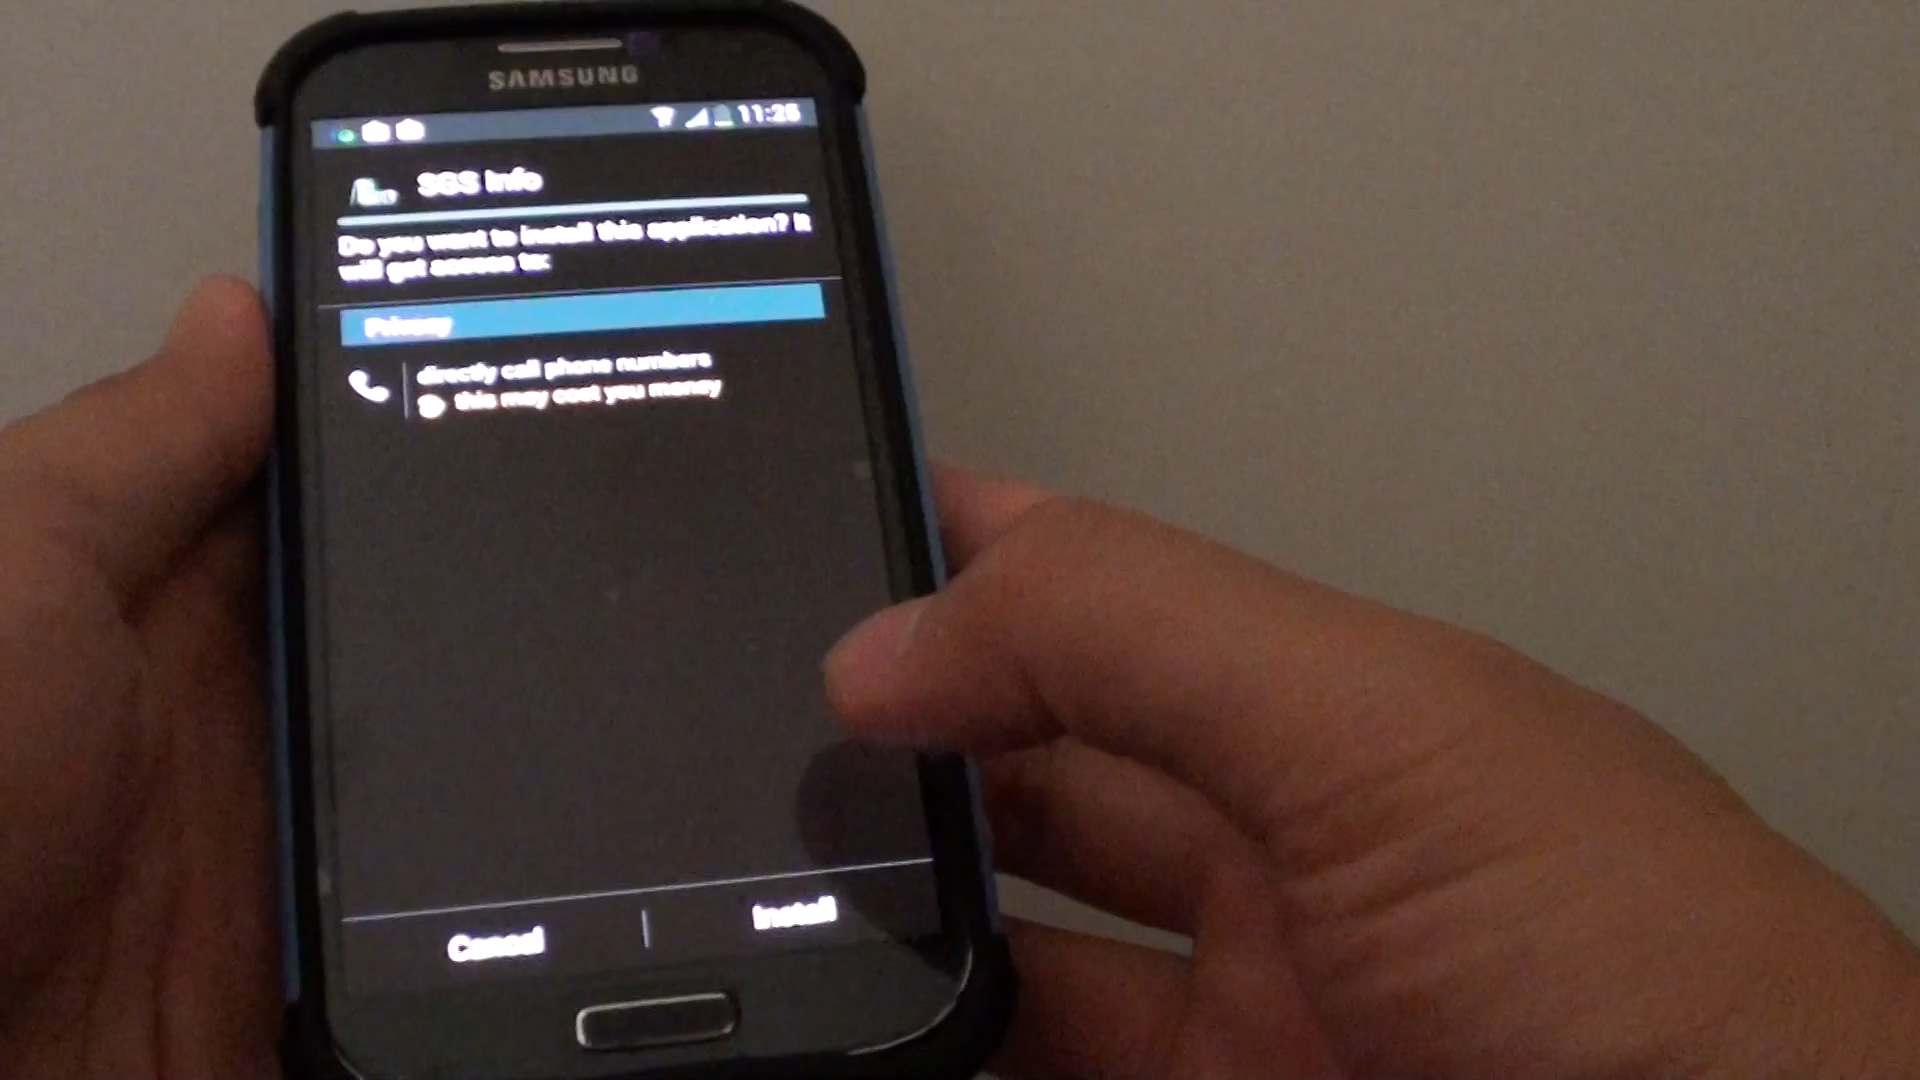 SAMSUNG
11:25
SGS Info
Do you want to install this application? It
will get access to:
Privacy
directly call phone numbers
this may cost you money
Cancel
Install